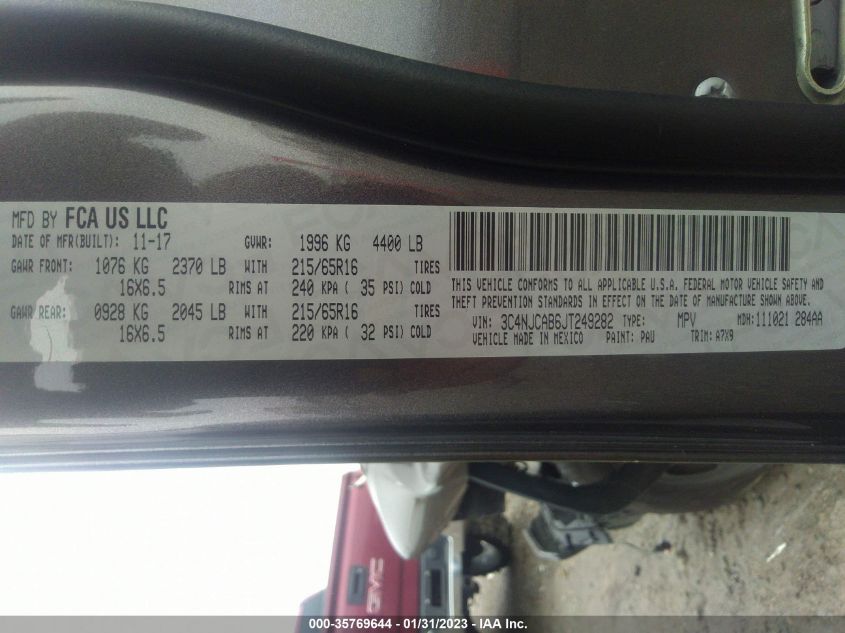 MFD BY FCA US LLC
DATE OF MFR(BUILT): 11-17 GVWR: 1996 KG 4400 LB
GAWR FRONT: 1076 KG 2370 LB WITH 215/65R16 TIRES
16X6.5 RIMS AT 240 KPA ( 35 PSI) COLD
GAWR REAR: 0928 KG 2045 LB WITH 215/65R16 TIRES
16X6.5 RIMS AT 220 KPA ( 32 PSI) COLD
THIS VEHICLE CONFORMS TO ALL APPLICABLE U.S.A. FEDERAL MOTOR VEHICLE SAFETY AND
THEFT PREVENTION STANDARDS IN EFFECT ON THE DATE OF MANUFACTURE SHOWN ABOVE.
VIN: 3C4NJCAB6JT249282 TYPE: MPV MDH: 111021 284AA
VEHICLE MADE IN MEXICO PAINT: PAU TRIM: A7X9
GMC
000-35769644 - 01/31/2023 - IAA Inc.